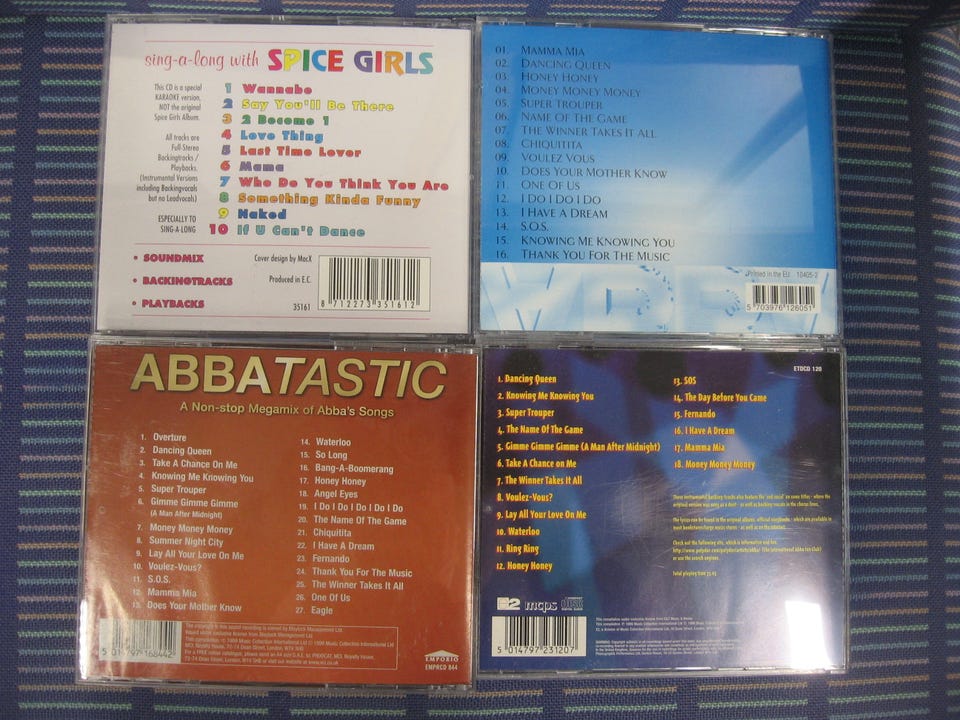 sing-a-long with SPICE GIRLS
This CD is a special
KARAOKE version,
NOT the original
Spice Girls Album.
All tracks are
Full-Stereo
Backingtracks /
Playbacks.
(Instrumental Versions
including Backingvocals
but no Leadvocals)
ESPECIALLY TO
SING-A-LONG
1 Wannabe
2 Say You'll Be There
3 2 Become 1
4 Love Thing
5 Last Time Lover
6 Mama
7 Who Do You Think You Are
8 Something Kinda Funny
9 Naked
10 If U Can't Dance
• SOUNDMIX
• BACKINGTRACKS
• PLAYBACKS
Cover design by MacX
Produced in E.C.
35161
8 712273 351612
01. MAMMA MIA
02. DANCING QUEEN
03. HONEY HONEY
04. MONEY MONEY MONEY
05. SUPER TROUPER
06. NAME OF THE GAME
07. THE WINNER TAKES IT ALL
08. CHIQUITITA
09. VOULEZ VOUS
10. DOES YOUR MOTHER KNOW
11. ONE OF US
12. I DO I DO I DO
13. I HAVE A DREAM
14. S.O.S.
15. KNOWING ME KNOWING YOU
16. THANK YOU FOR THE MUSIC
Printed in the EU 10405-2
5 703976 126051
ABBATASTIC
A Non-stop Megamix of Abba's Songs
1. Overture
2. Dancing Queen
3. Take A Chance on Me
4. Knowing Me Knowing You
5. Super Trouper
6. Gimme Gimme Gimme
(A Man After Midnight)
7. Money Money Money
8. Summer Night City
9. Lay All Your Love On Me
10. Voulez-Vous?
11. S.O.S.
12. Mamma Mia
13. Does Your Mother Know
14. Waterloo
15. So Long
16. Bang-A-Boomerang
17. Honey Honey
18. Angel Eyes
19. I Do I Do I Do I Do I Do
20. The Name Of The Game
21. Chiquitita
22. I Have A Dream
23. Fernando
24. Thank You For The Music
25. The Winner Takes It All
26. One Of Us
27. Eagle
5 014797 168442
EMPORIO
EMPRCD 844
ETDCD 120
1. Dancing Queen
2. Knowing Me Knowing You
3. Super Trouper
4. The Name Of The Game
5. Gimme Gimme Gimme (A Man After Midnight)
6. Take A Chance on Me
7. The Winner Takes It All
8. Voulez-Vous?
9. Lay All Your Love On Me
10. Waterloo
11. Ring Ring
12. Honey Honey
13. SOS
14. The Day Before You Came
15. Fernando
16. I Have A Dream
17. Mamma Mia
18. Money Money Money
mcps
5 014797 231207